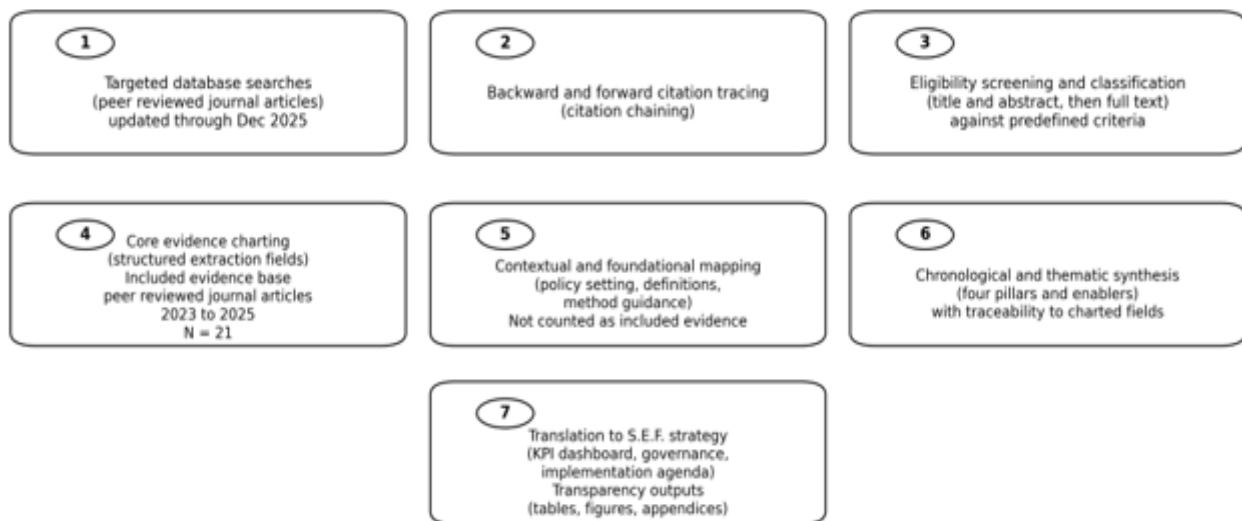 1
Targeted database searches
(peer reviewed journal articles)
updated through Dec 2025
2
Backward and forward citation tracing
(citation chaining)
3
Eligibility screening and classification
(title and abstract, then full text)
against predefined criteria
4
Core evidence charting
(structured extraction fields)
Included evidence base
peer reviewed journal articles
2023 to 2025
N = 21
5
Contextual and foundational mapping
(policy setting, definitions,
method guidance)
Not counted as included evidence
6
Chronological and thematic synthesis
(four pillars and enablers)
with traceability to charted fields
7
Translation to S.E.F. strategy
(KPI dashboard, governance,
implementation agenda)
Transparency outputs
(tables, figures, appendices)